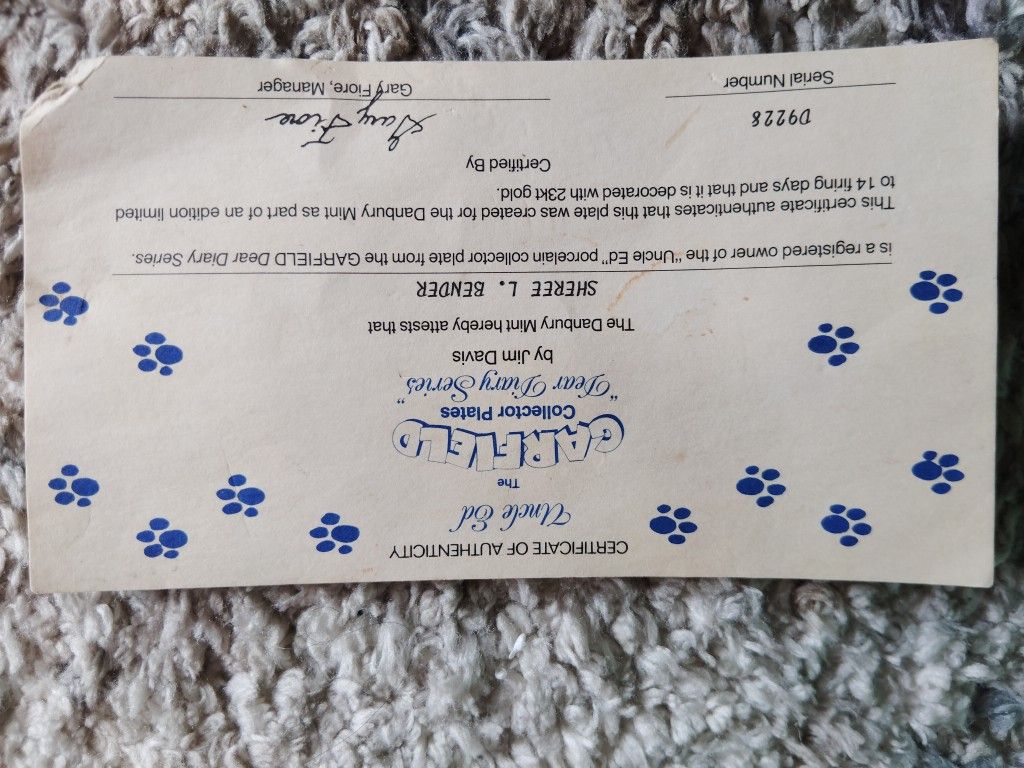 CERTIFICATE OF AUTHENTICITY
Uncle Ed
The
GARFIELD
Collector Plates
"Dear Diary Series"
by Jim Davis
The Danbury Mint hereby attests that
SHEREE L. BENDER
is a registered owner of the "Uncle Ed" porcelain collector plate from the GARFIELD Dear Diary Series.
This certificate authenticates that this plate was created for the Danbury Mint as part of an edition limited
to 14 firing days and that it is decorated with 23kt gold.
Certified By
D9228
Gary Fiore
Serial Number
Gary Fiore, Manager